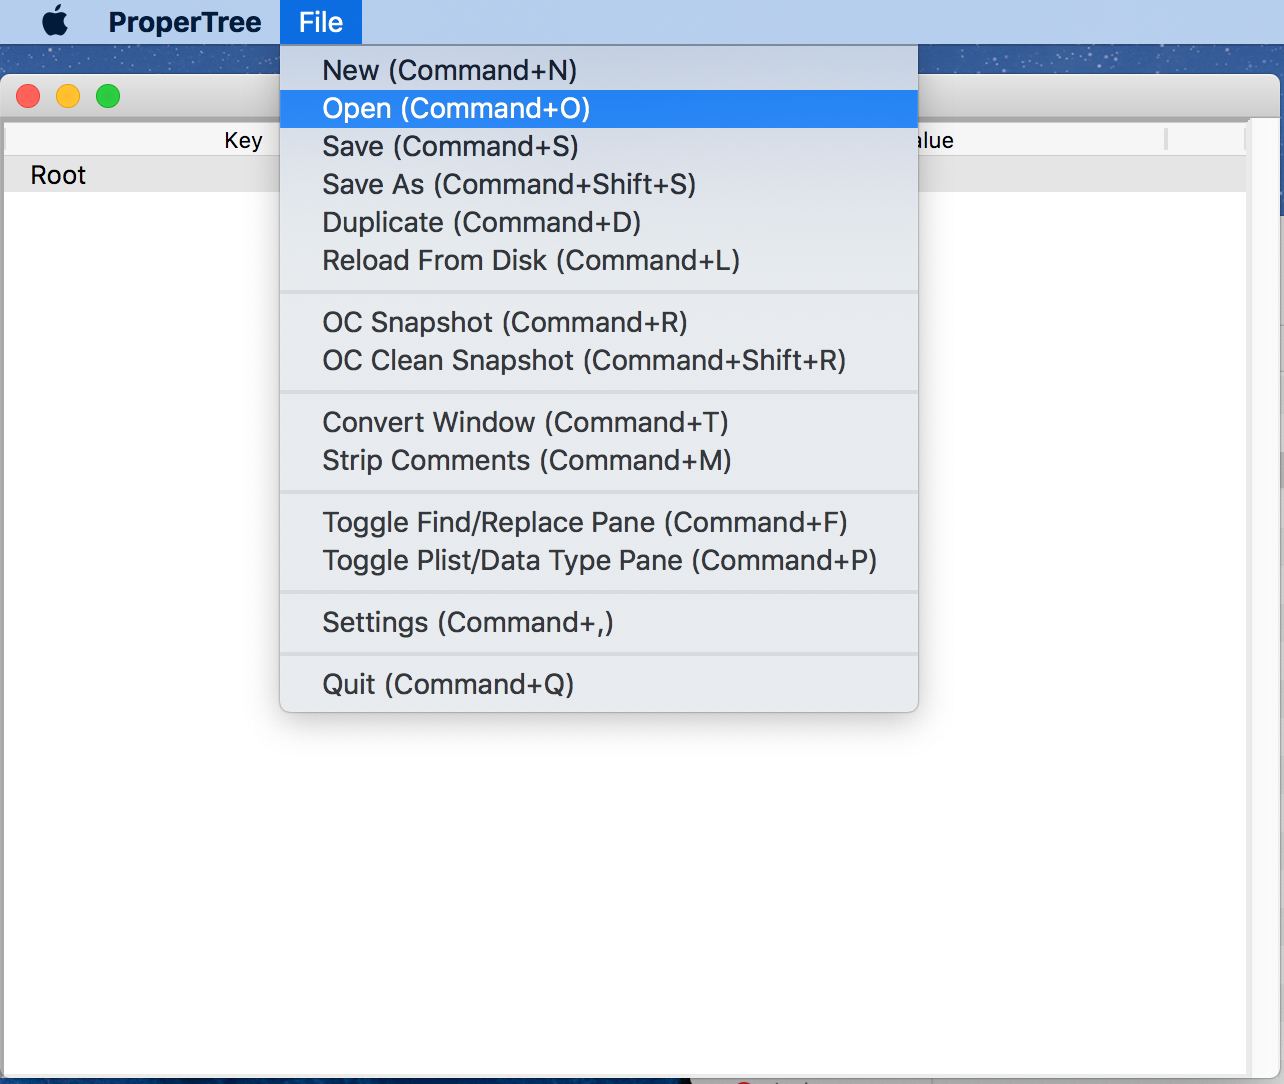 ProperTree File
New (Command+N)
Open (Command+O)
Key
Save (Command+S)
Root
Save As (Command+Shift+S)
Duplicate (Command+D)
Reload From Disk (Command+L)
OC Snapshot (Command+R)
OC Clean Snapshot (Command+Shift+R)
Convert Window (Command+T)
Strip Comments (Command+M)
Toggle Find/Replace Pane (Command+F)
Toggle Plist/Data Type Pane (Command+P)
Settings (Command+,)
Quit (Command+Q)